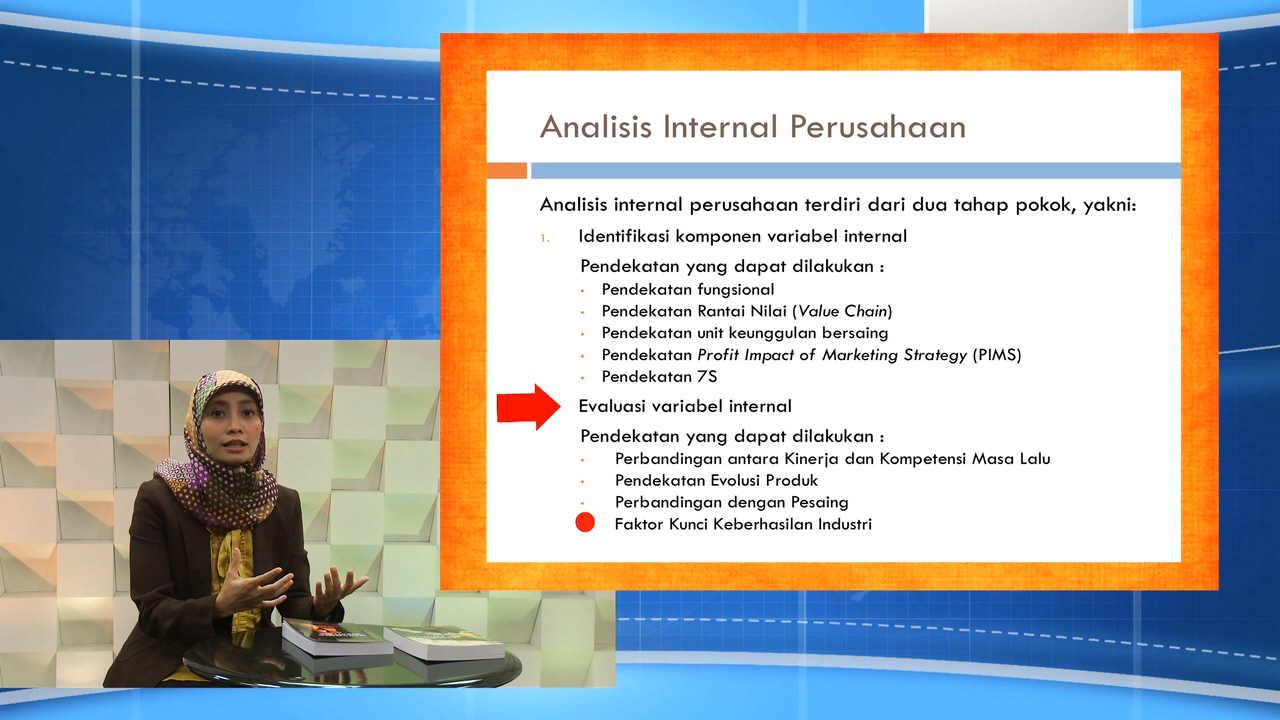 Analisis Internal Perusahaan
Analisis internal perusahaan terdiri dari dua tahap pokok, yakni:
1. Identifikasi komponen variabel internal
Pendekatan yang dapat dilakukan :
• Pendekatan fungsional
• Pendekatan Rantai Nilai (Value Chain)
• Pendekatan unit keunggulan bersaing
• Pendekatan Profit Impact of Marketing Strategy (PIMS)
• Pendekatan 7S
Evaluasi variabel internal
Pendekatan yang dapat dilakukan :
• Perbandingan antara Kinerja dan Kompetensi Masa Lalu
• Pendekatan Evolusi Produk
• Perbandingan dengan Pesaing
Faktor Kunci Keberhasilan Industri